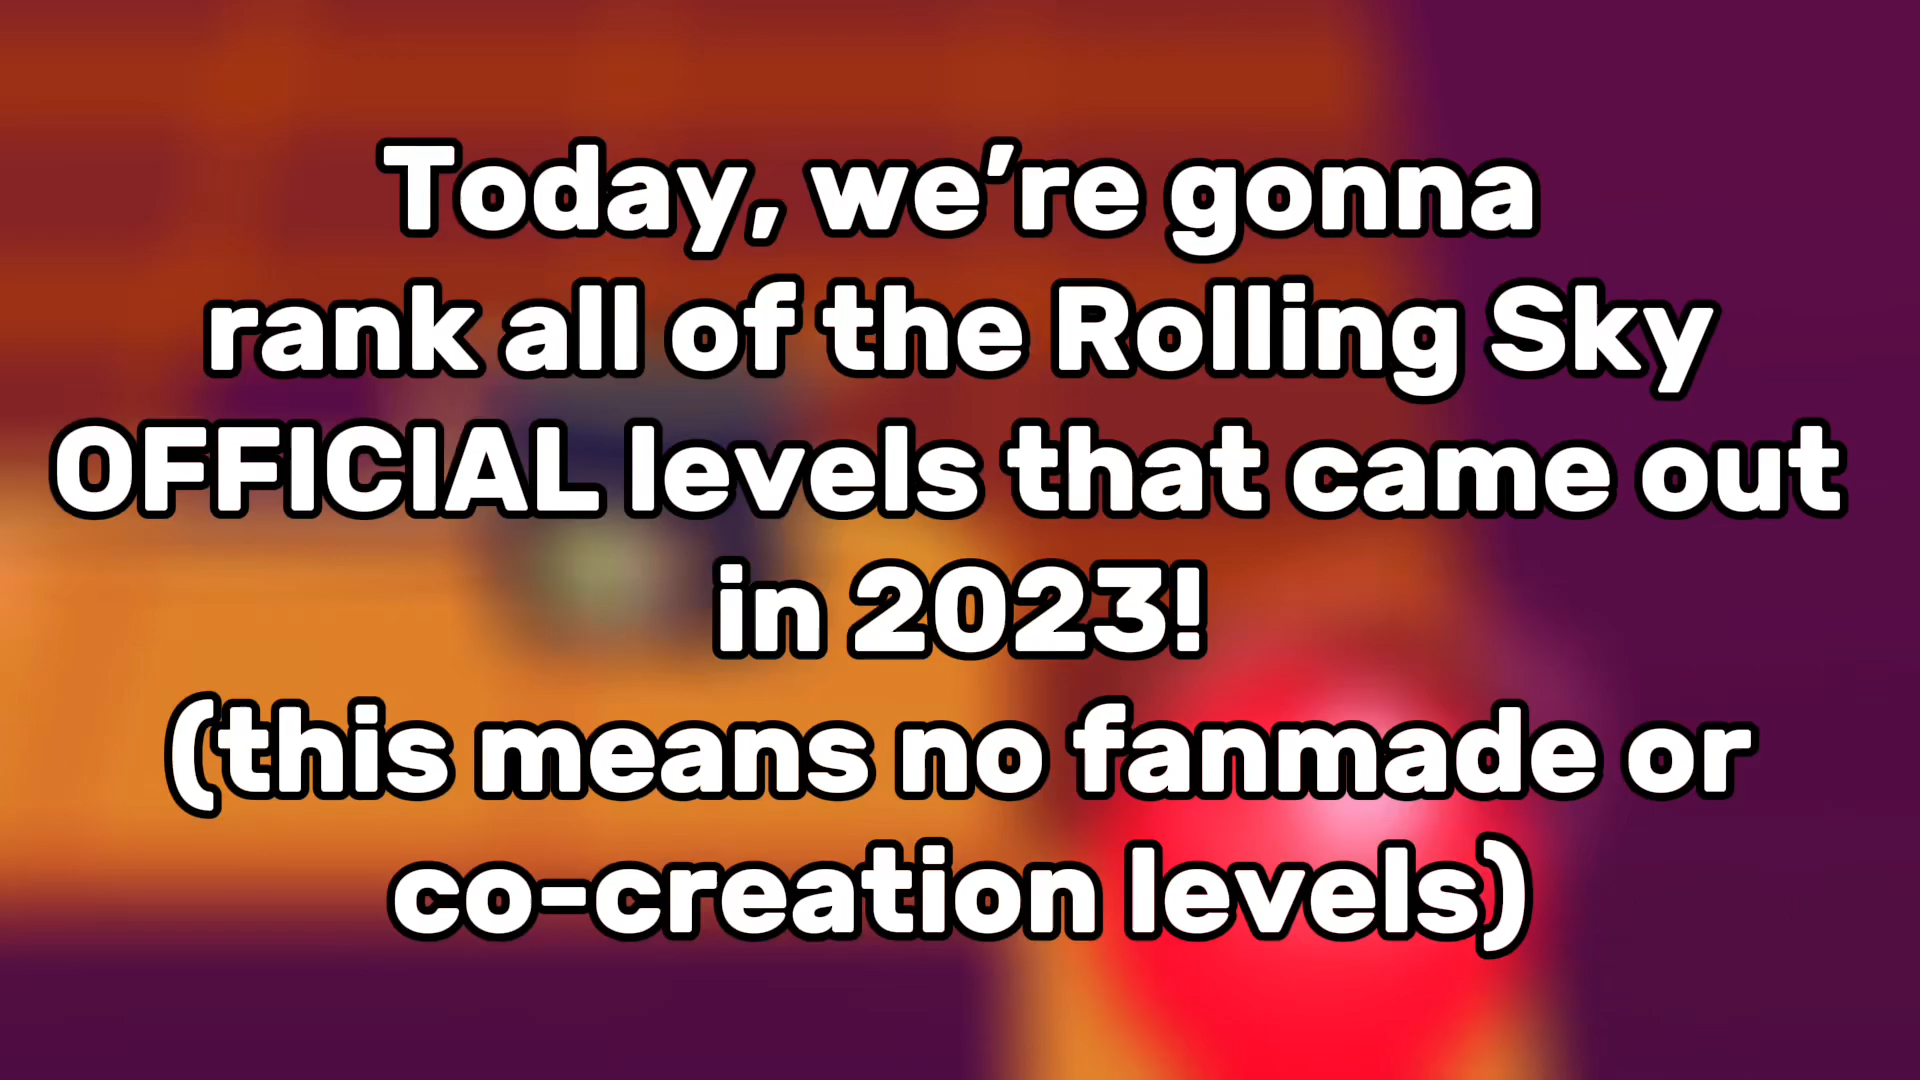 Today, we’re gonna
rank all of the Rolling Sky
OFFICIAL levels that came out
in 2023!
(this means no fanmade or
co-creation levels)